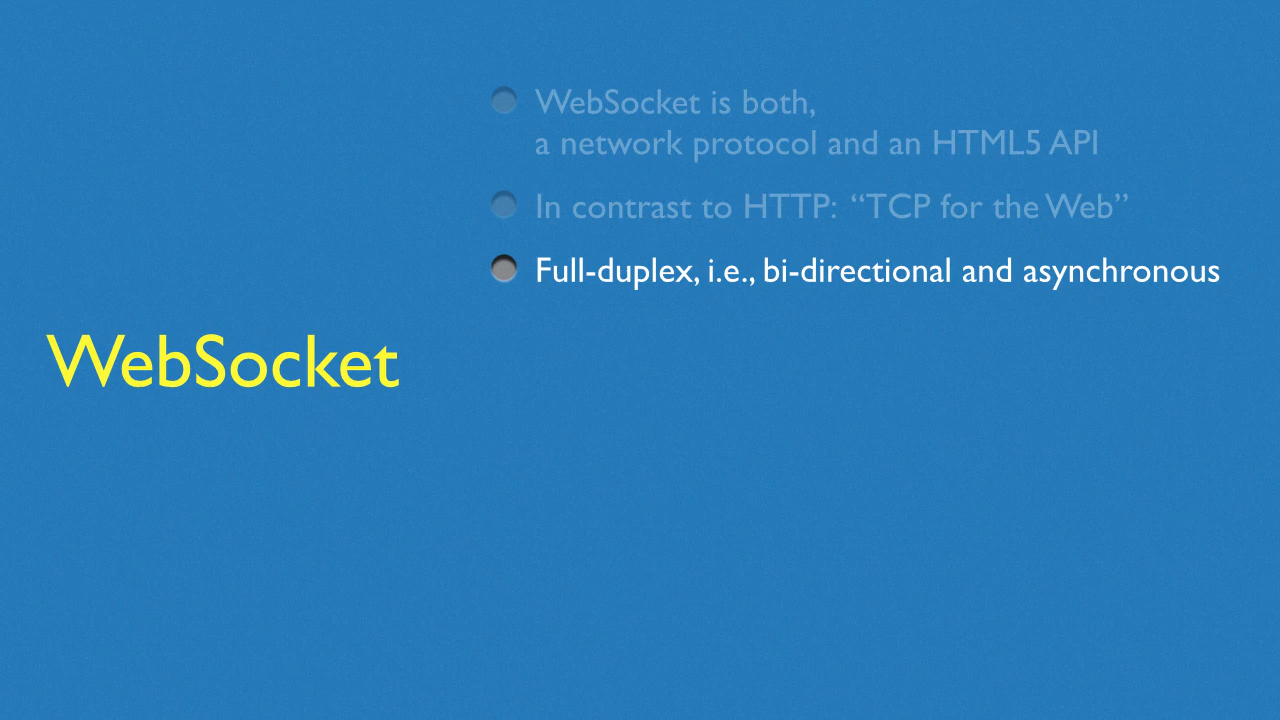 WebSocket is both,
a network protocol and an HTML5 API
In contrast to HTTP: “TCP for the Web”
Full-duplex, i.e., bi-directional and asynchronous
WebSocket